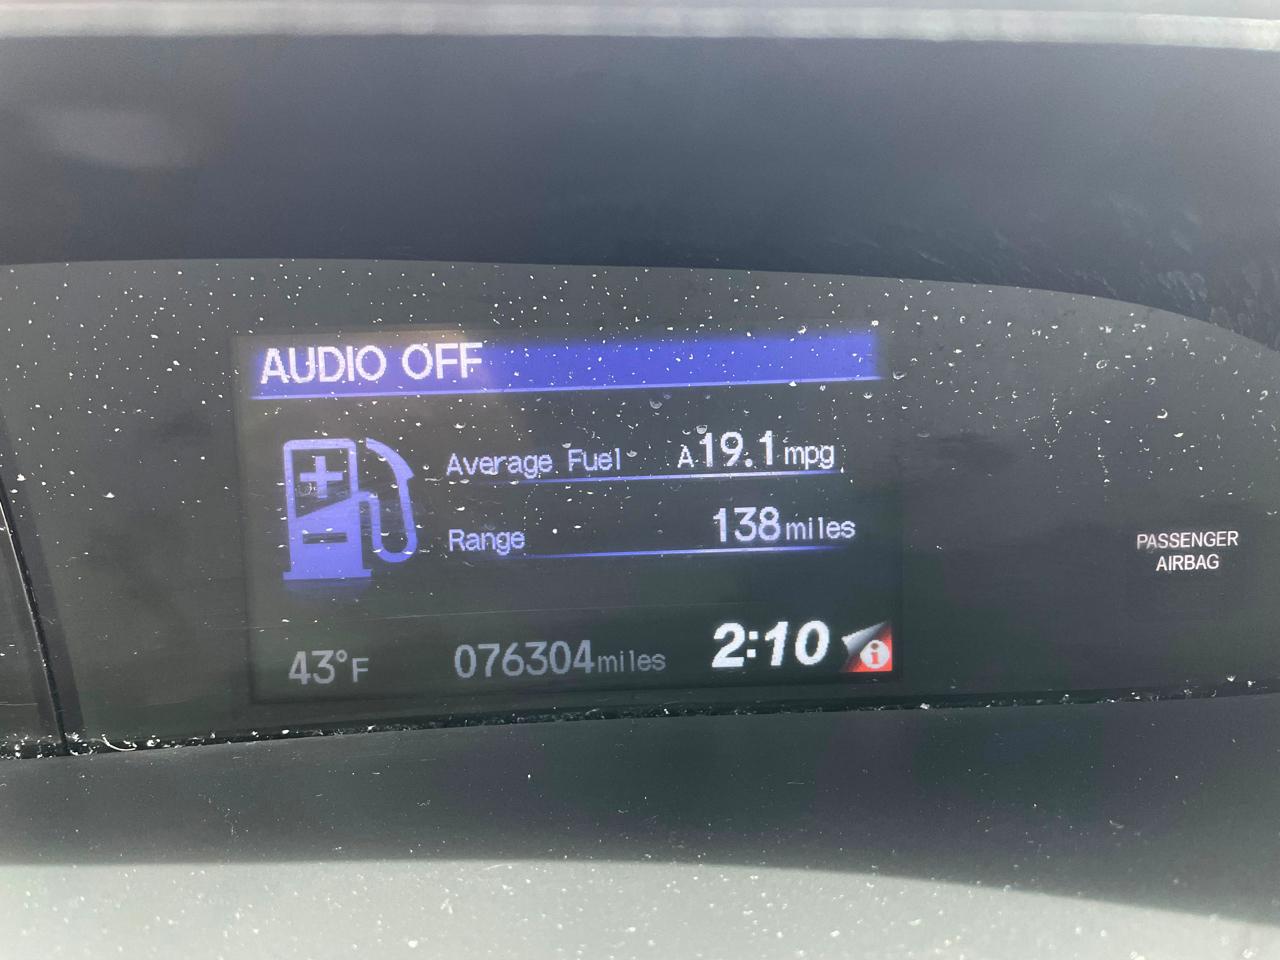 AUDIO OFF
Average Fuel A19.1mpg
Range 138miles
43°F 076304miles 2:10 i
PASSENGER
AIRBAG